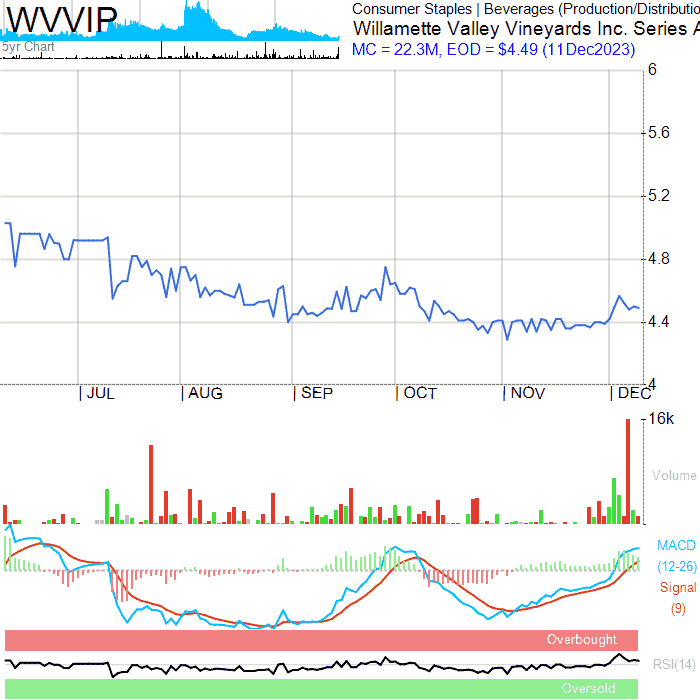 WVVIP
5yr Chart
Consumer Staples | Beverages (Production/Distributio
Willamette Valley Vineyards Inc. Series A
MC = 22.3M, EOD = $4.49 (11Dec2023)
6
5.6
5.2
4.8
4.4
4
JUL AUG SEP OCT NOV DEC
16k
Volume
MACD
(12-26)
Signal
(9)
Overbought
RSI(14)
Oversold